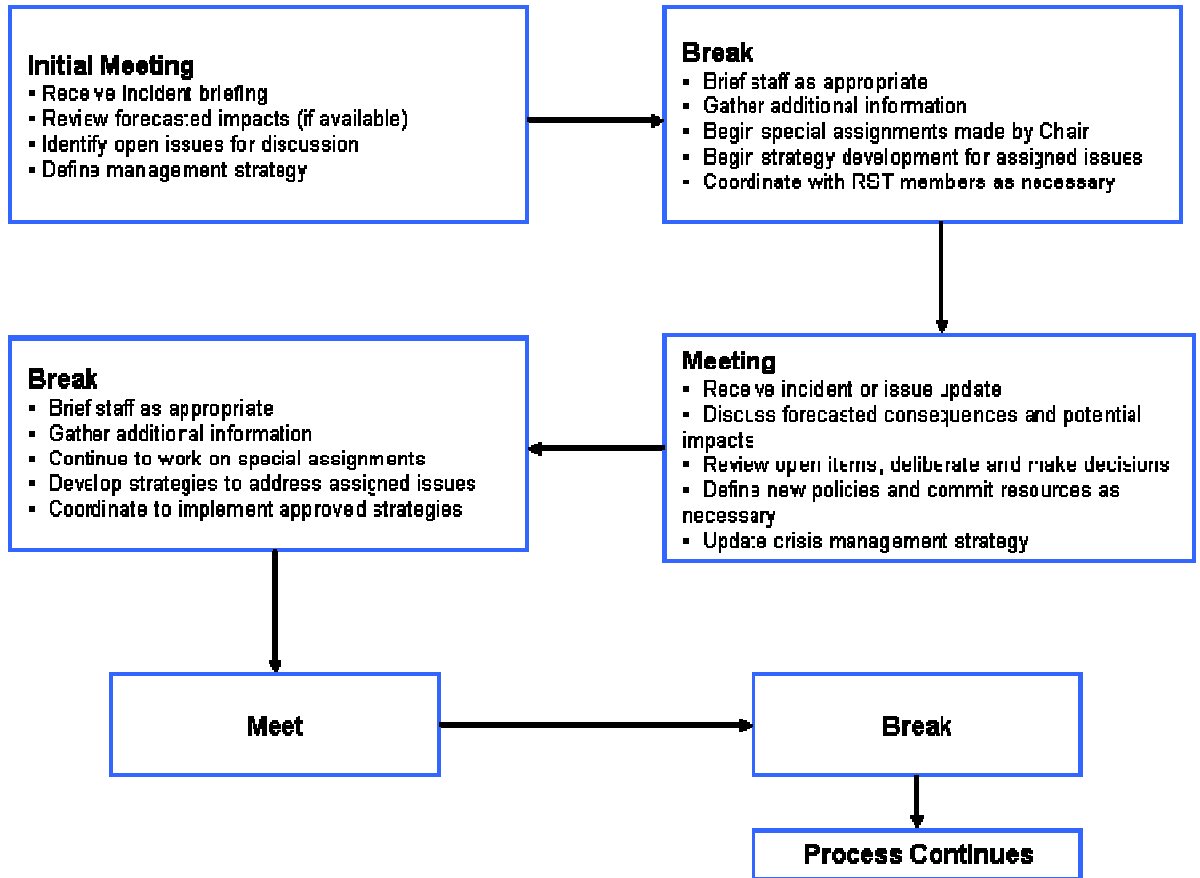 Initial Meeting
▪ Receive incident briefing
▪ Review forecasted impacts (if available)
▪ Identify open issues for discussion
▪ Define management strategy
Break
▪ Brief staff as appropriate
▪ Gather additional information
▪ Begin special assignments made by Chair
▪ Begin strategy development for assigned issues
▪ Coordinate with RST members as necessary
Meeting
▪ Receive incident or issue update
▪ Discuss forecasted consequences and potential
impacts
▪ Review open items, deliberate and make decisions
▪ Define new policies and commit resources as
necessary
▪ Update crisis management strategy
Break
▪ Brief staff as appropriate
▪ Gather additional information
▪ Continue to work on special assignments
▪ Develop strategies to address assigned issues
▪ Coordinate to implement approved strategies
Meet
Break
Process Continues